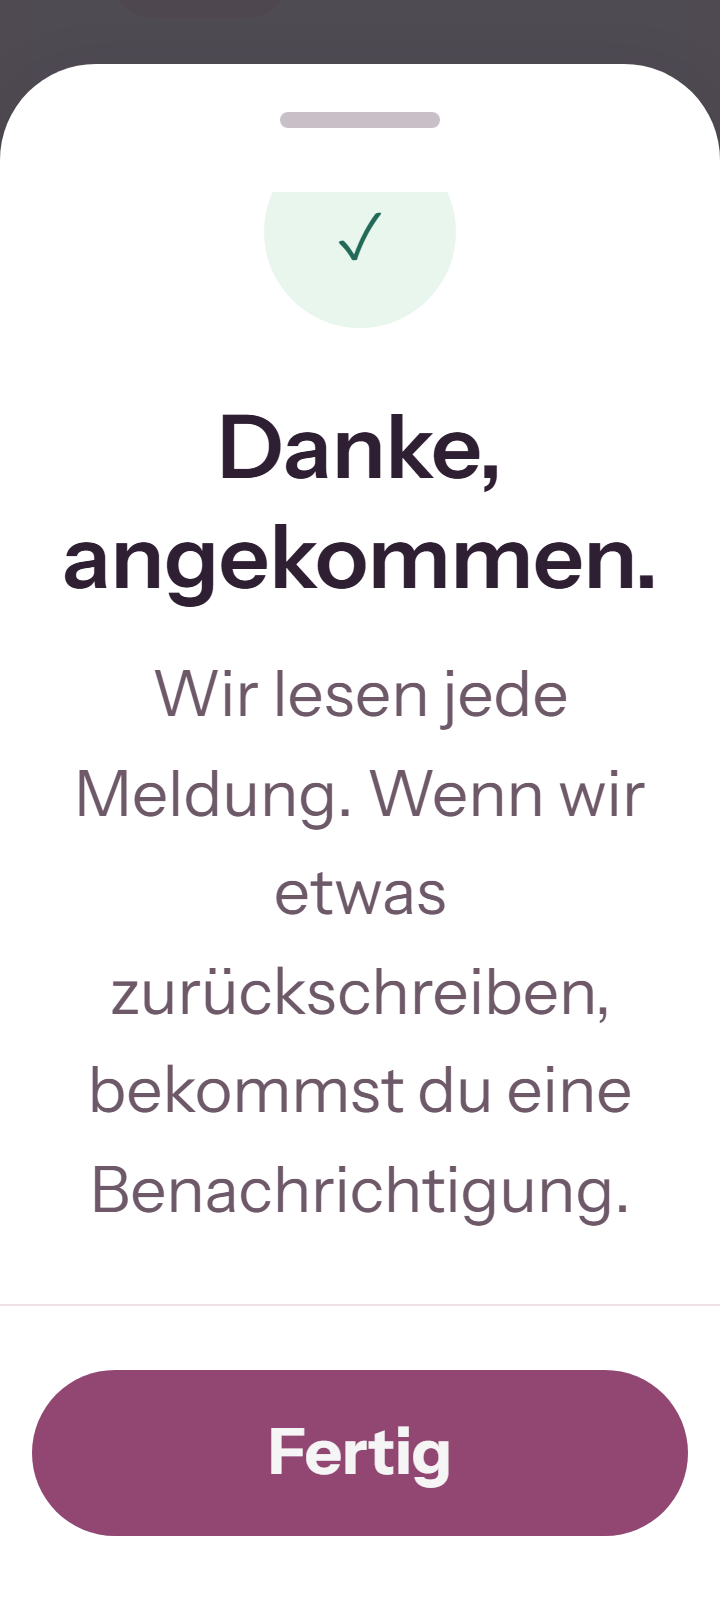 Danke,
angekommen.
Wir lesen jede
Meldung. Wenn wir
etwas
zurückschreiben,
bekommst du eine
Benachrichtigung.
Fertig